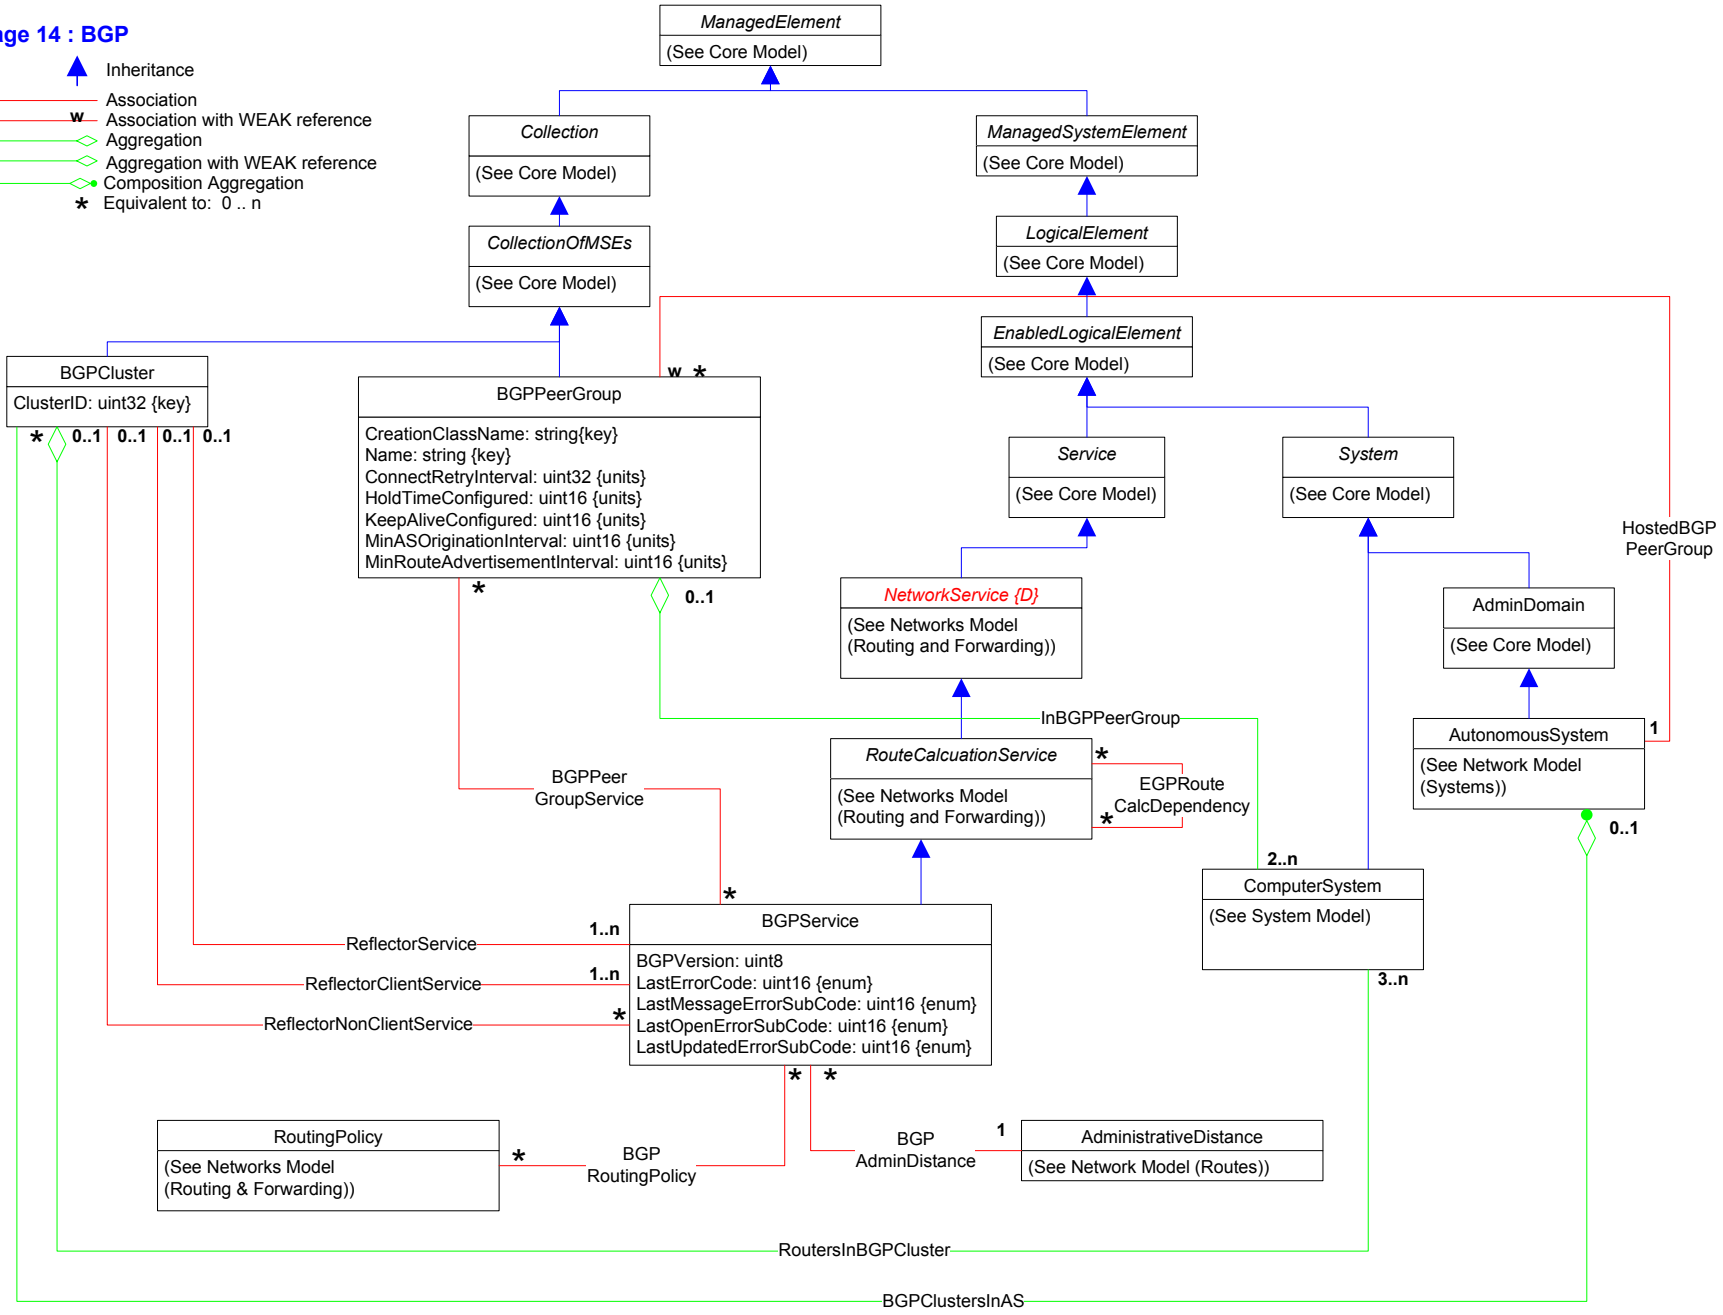 age 14 : BGP
Inheritance
Association
w
Association with WEAK reference
Aggregation
Aggregation with WEAK reference
Composition Aggregation
* Equivalent to: 0 .. n
ManagedElement
(See Core Model)
Collection
(See Core Model)
ManagedSystemElement
(See Core Model)
CollectionOfMSEs
(See Core Model)
LogicalElement
(See Core Model)
EnabledLogicalElement
(See Core Model)
BGPCluster
ClusterID: uint32 {key}
* 0..1 0..1 0..1 0..1
w *
BGPPeerGroup
CreationClassName: string{key}
Name: string {key}
ConnectRetryInterval: uint32 {units}
HoldTimeConfigured: uint16 {units}
KeepAliveConfigured: uint16 {units}
MinASOriginationInterval: uint16 {units}
MinRouteAdvertisementInterval: uint16 {units}
* 0..1
Service
(See Core Model)
System
(See Core Model)
HostedBGP
PeerGroup
NetworkService {D}
(See Networks Model
(Routing and Forwarding))
AdminDomain
(See Core Model)
InBGPPeerGroup
RouteCalcuationService
(See Networks Model
(Routing and Forwarding))
*
EGPRoute
CalcDependency
*
AutonomousSystem
(See Network Model
(Systems))
1
0..1
BGPPeer
GroupService
*
2..n
ComputerSystem
(See System Model)
3..n
BGPService
BGPVersion: uint8
LastErrorCode: uint16 {enum}
LastMessageErrorSubCode: uint16 {enum}
LastOpenErrorSubCode: uint16 {enum}
LastUpdatedErrorSubCode: uint16 {enum}
ReflectorService
1..n
ReflectorClientService
1..n
ReflectorNonClientService
*
* *
RoutingPolicy
(See Networks Model
(Routing & Forwarding))
*
BGP
RoutingPolicy
BGP
AdminDistance
1
AdministrativeDistance
(See Network Model (Routes))
RoutersInBGPCluster
BGPClustersInAS